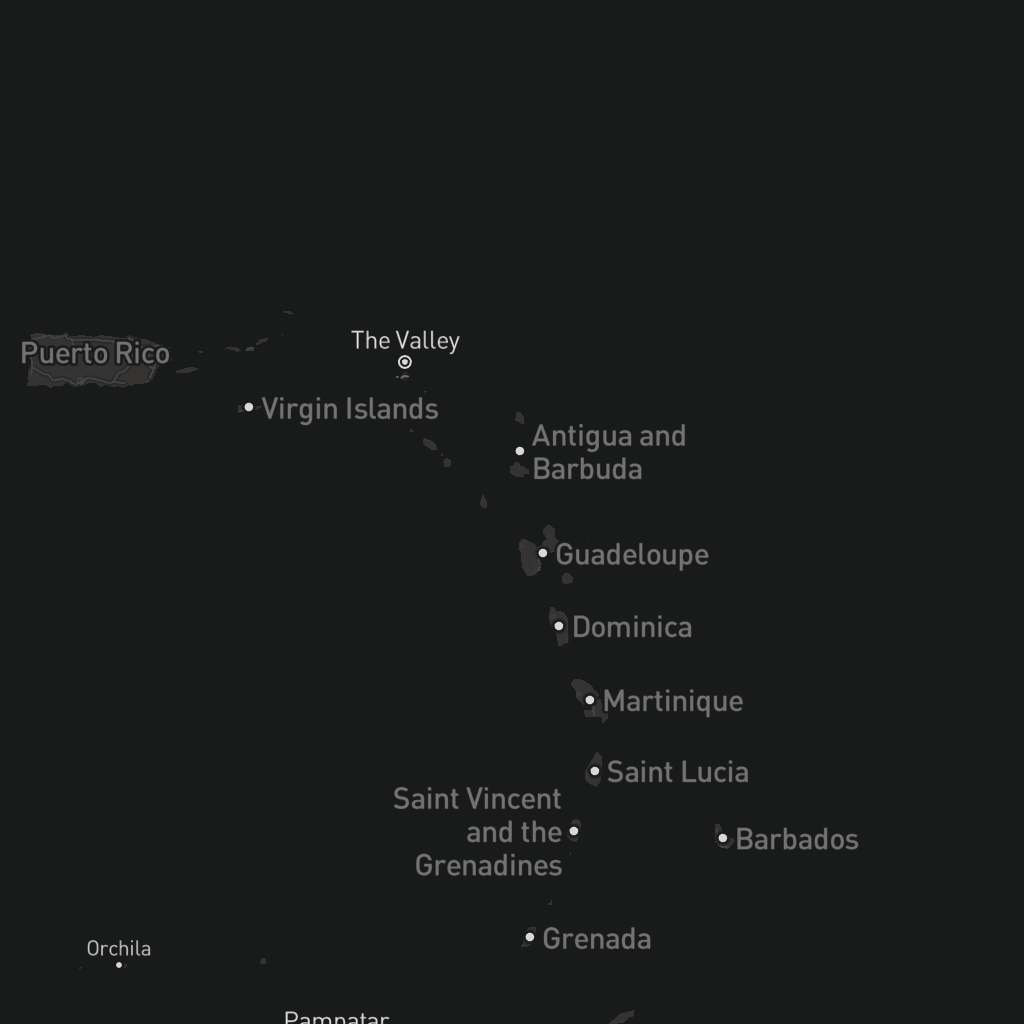 The Valley
Puerto Rico
Virgin Islands
Antigua and
Barbuda
Guadeloupe
Dominica
Martinique
Saint Lucia
Saint Vincent
and the
Grenadines
Barbados
Grenada
Orchila
Pampatar